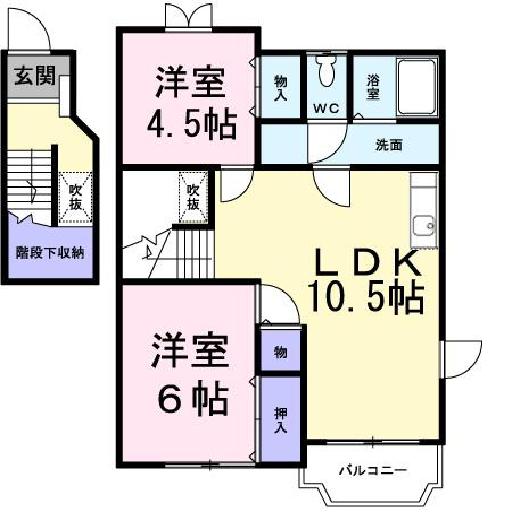 玄関
吹
抜
階段下収納
洋室
4.5帖
物
入
WC
浴
室
洗面
吹
抜
LDK
10.5帖
洋室
6帖
物
押
入
バルコニー